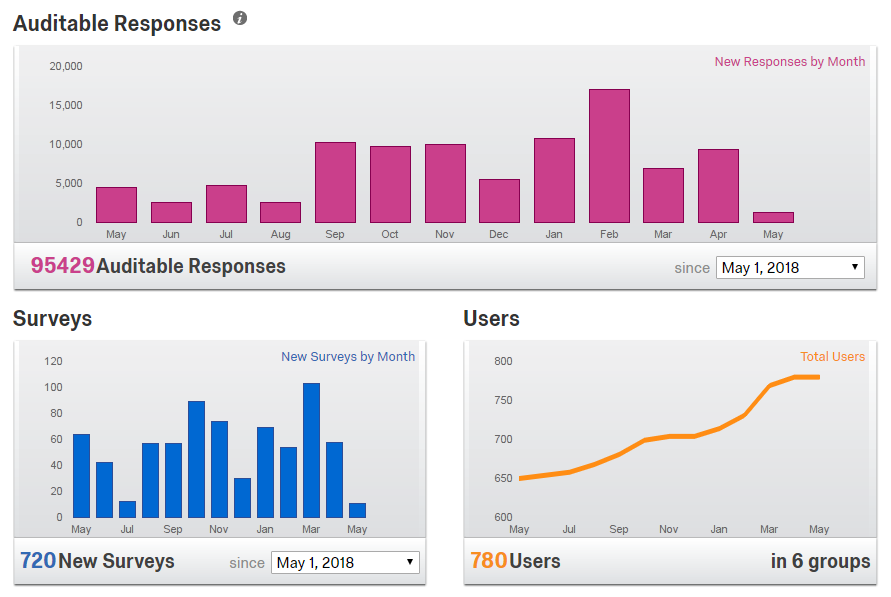 Auditable Responses i
New Responses by Month
20,000
15,000
10,000
5,000
0
May Jun Jul Aug Sep Oct Nov Dec Jan Feb Mar Apr May
95429 Auditable Responses since May 1, 2018
Surveys
New Surveys by Month
120
100
80
60
40
20
0
May Jul Sep Nov Jan Mar May
720 New Surveys since May 1, 2018
Users
Total Users
800
750
700
650
600
May Jul Sep Nov Jan Mar May
780 Users in 6 groups